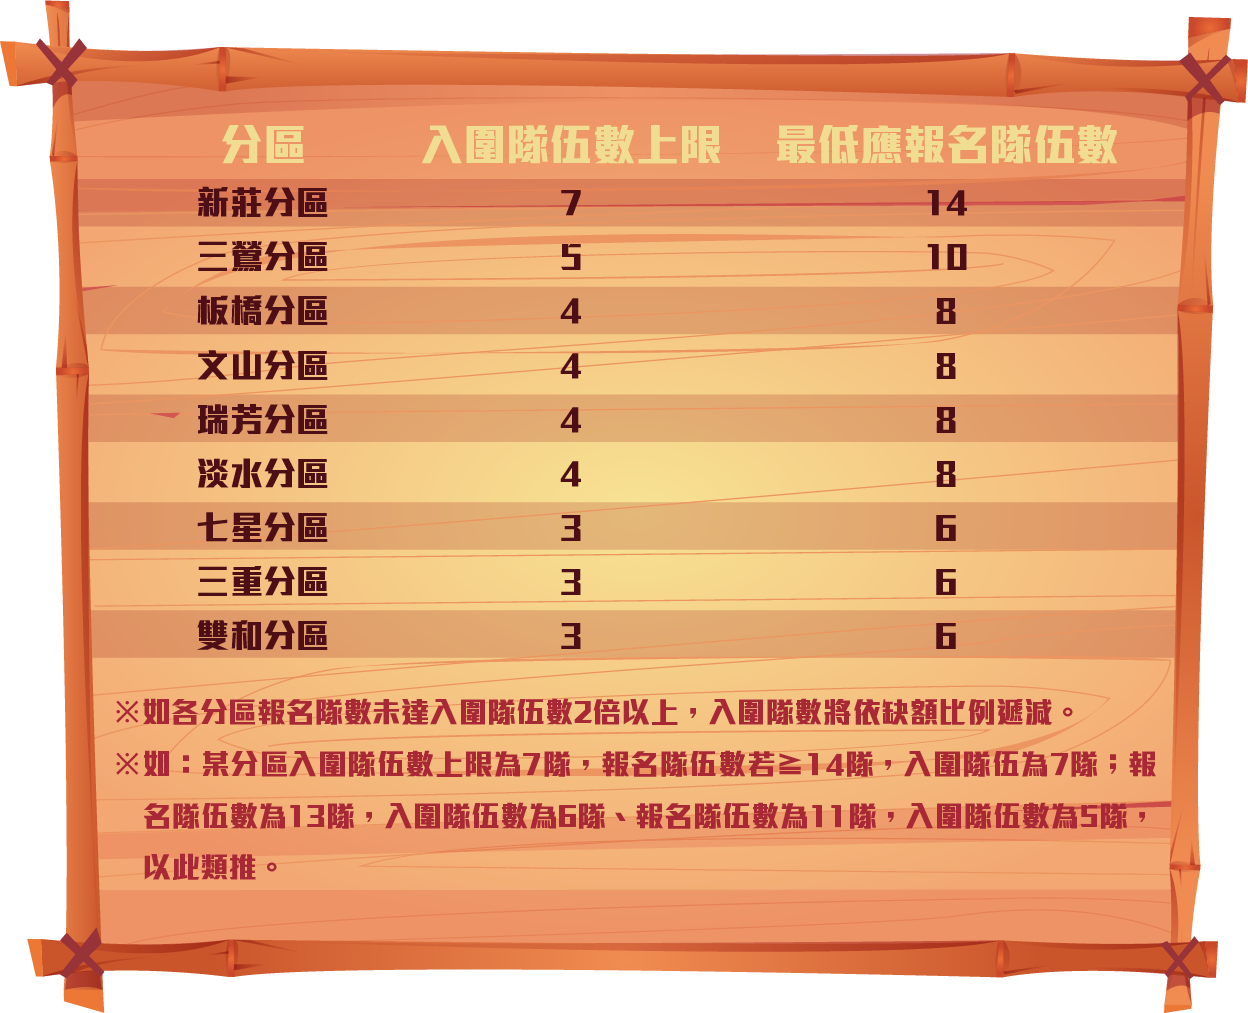 分區 入圍隊伍數上限 最低應報名隊伍數
新莊分區 7 14
三鶯分區 5 10
板橋分區 4 8
文山分區 4 8
瑞芳分區 4 8
淡水分區 4 8
七星分區 3 6
三重分區 3 6
雙和分區 3 6
※如各分區報名隊數未達入圍隊伍數2倍以上，入圍隊數將依缺額比例遞減。
※如：某分區入圍隊伍數上限為7隊，報名隊伍數若≧14隊，入圍隊伍為7隊；報
名隊伍數為13隊，入圍隊伍數為6隊、報名隊伍數為11隊，入圍隊伍數為5隊，
以此類推。